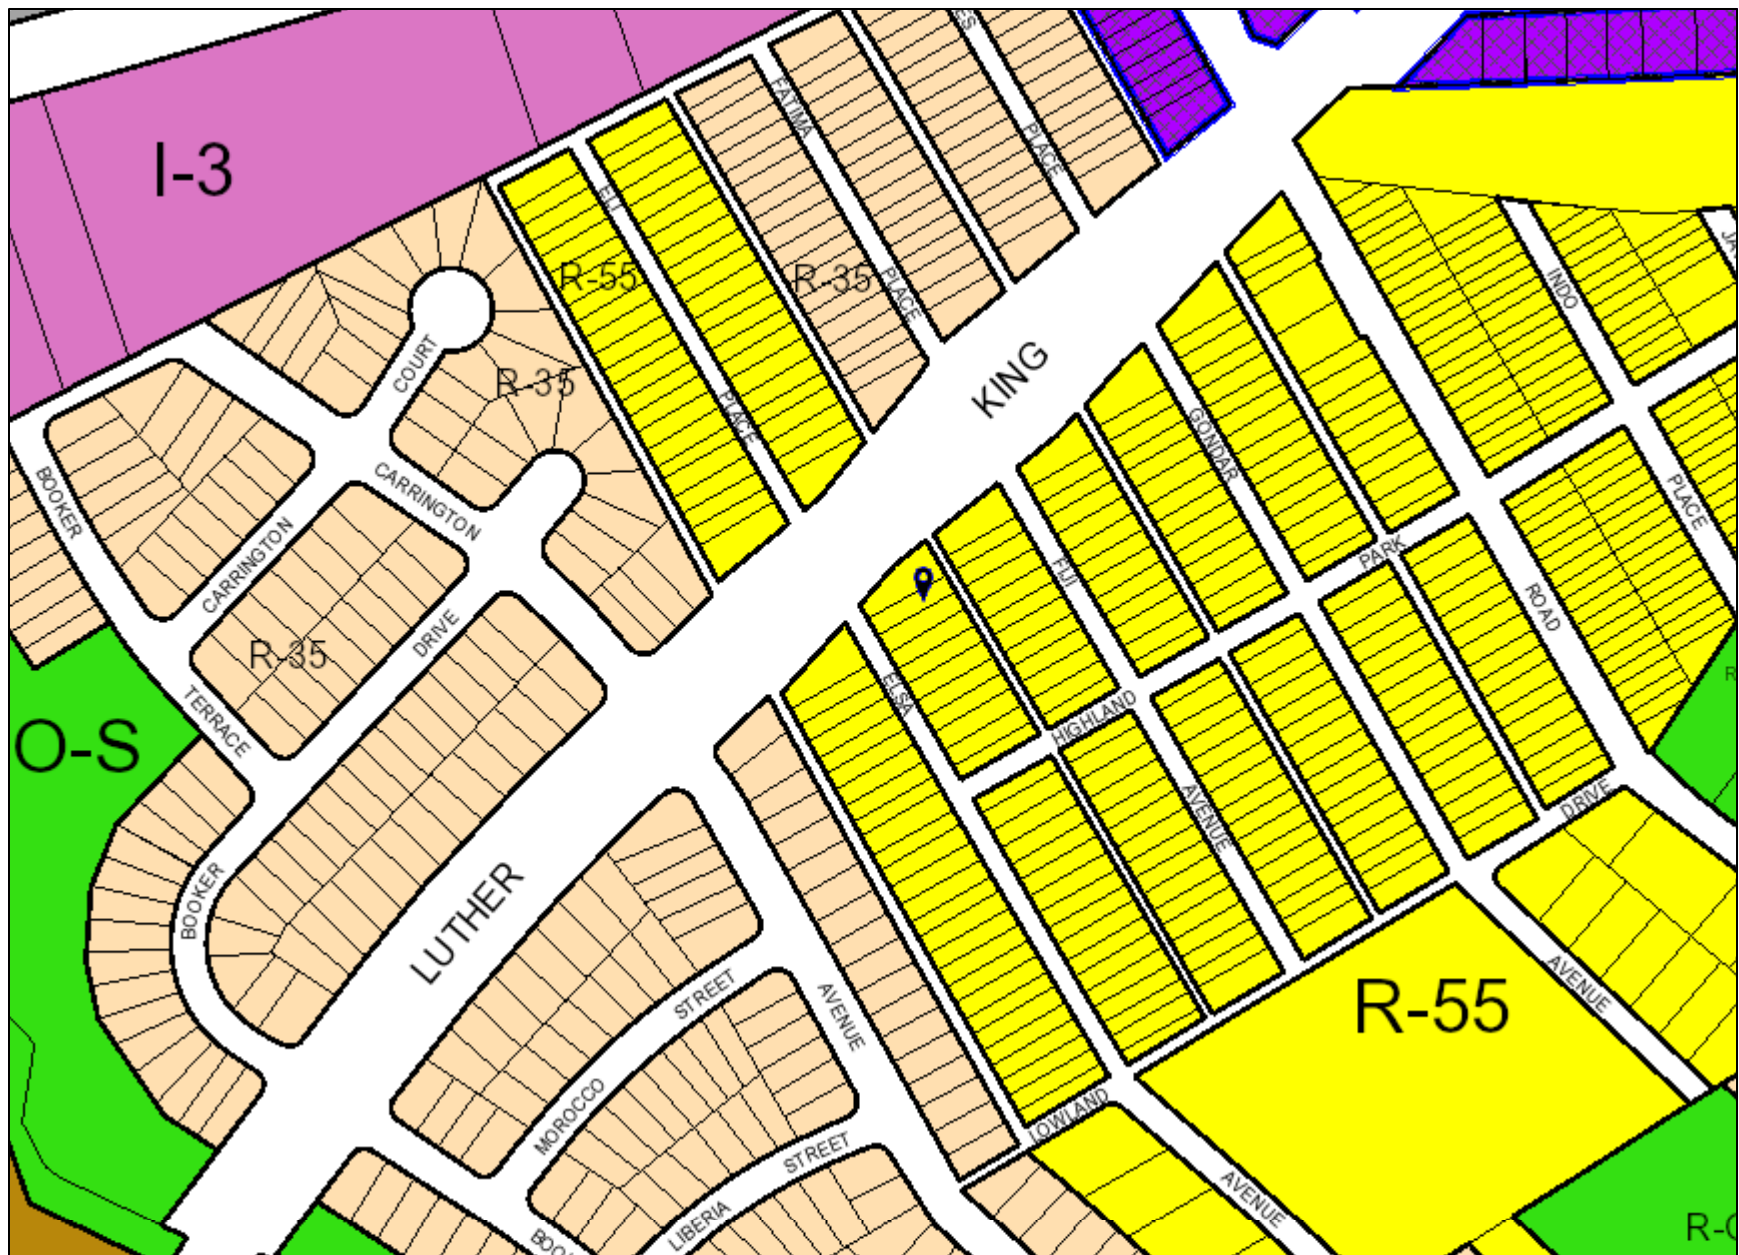 I-3
FATIMA
PLACE
ELI
R-55
R-35
PLACE
INDO
COURT
R-35
KING
PLACE
GONDAR
CARRINGTON
BOOKER
CARRINGTON
PLACE
PARK
FIJI
ROAD
DRIVE
R-35
ELSA
HIGHLAND
TERRACE
O-S
AVENUE
DRIVE
BOOKER
LUTHER
STREET
AVENUE
AVENUE
R-55
MOROCCO
LOWLAND
STREET
AVENUE
LIBERIA